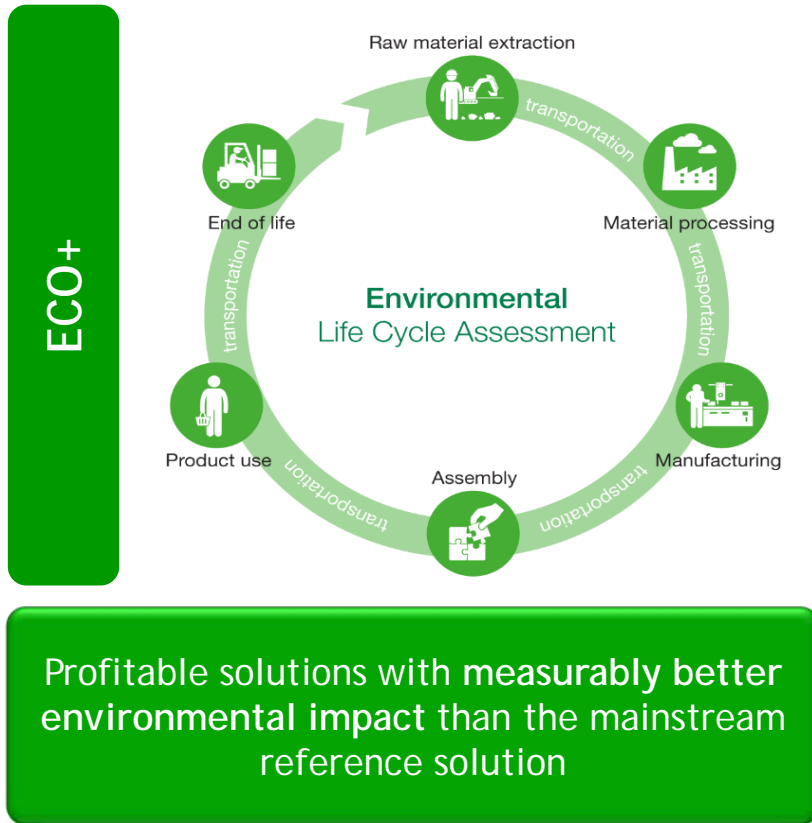 ECO+
Raw material extraction
transportation
Material processing
transportation
Manufacturing
transportation
Assembly
transportation
Product use
transportation
End of life
Environmental
Life Cycle Assessment
Profitable solutions with measurably better
environmental impact than the mainstream
reference solution